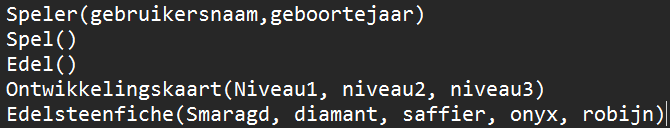 Speler(gebruikersnaam,geboortejaar)
Spel()
Edel()
Ontwikkelingskaart(Niveau1, niveau2, niveau3)
Edelsteenfiche(Smaragd, diamant, saffier, onyx, robijn)